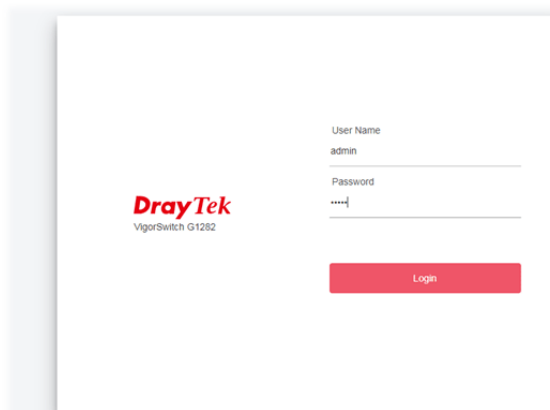 User Name
admin
Password
•••••
DrayTek
VigorSwitch G1282
Login